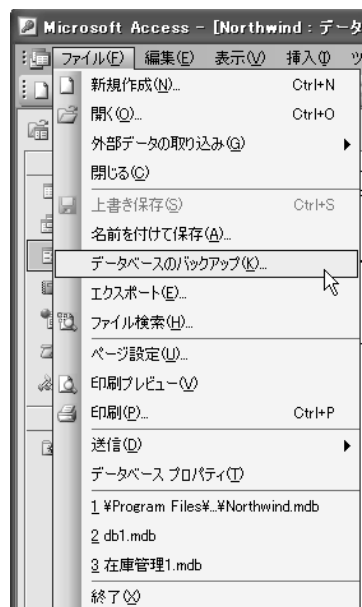 Microsoft Access - [Northwind : デー
ファイル(F) 編集(E) 表示(V) 挿入(I) ツ
新規作成(N)... Ctrl+N
開く(O)... Ctrl+O
外部データの取り込み(G)
閉じる(C)
上書き保存(S) Ctrl+S
名前を付けて保存(A)...
データベースのバックアップ(K)...
エクスポート(E)...
ファイル検索(H)...
ページ設定(U)...
印刷プレビュー(V)
印刷(P)... Ctrl+P
送信(D)
データベース プロパティ(T)
1 ¥Program Files¥...¥Northwind.mdb
2 db1.mdb
3 在庫管理1.mdb
終了(X)